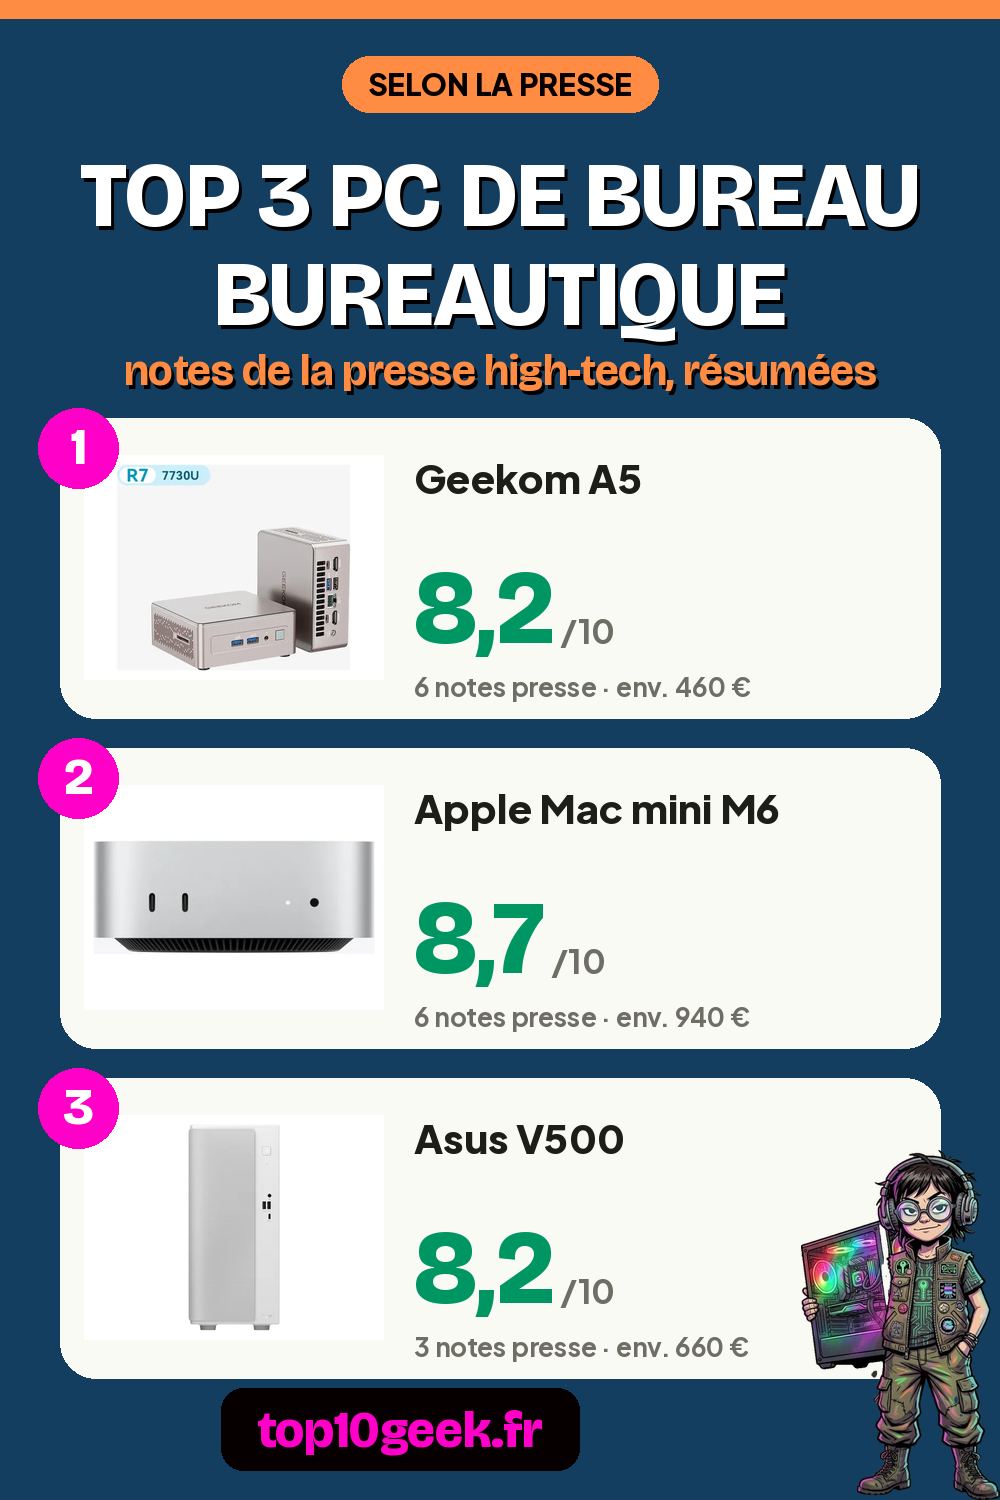 SELON LA PRESSE
TOP 3 PC DE BUREAU
BUREAUTIQUE
notes de la presse high-tech, résumées
1
R7 7730U
GEEKOM
GEEKOM
Geekom A5
8,2 /10
6 notes presse · env. 460 €
2
Apple Mac mini M6
8,7 /10
6 notes presse · env. 940 €
3
Asus V500
8,2 /10
3 notes presse · env. 660 €
top10geek.fr